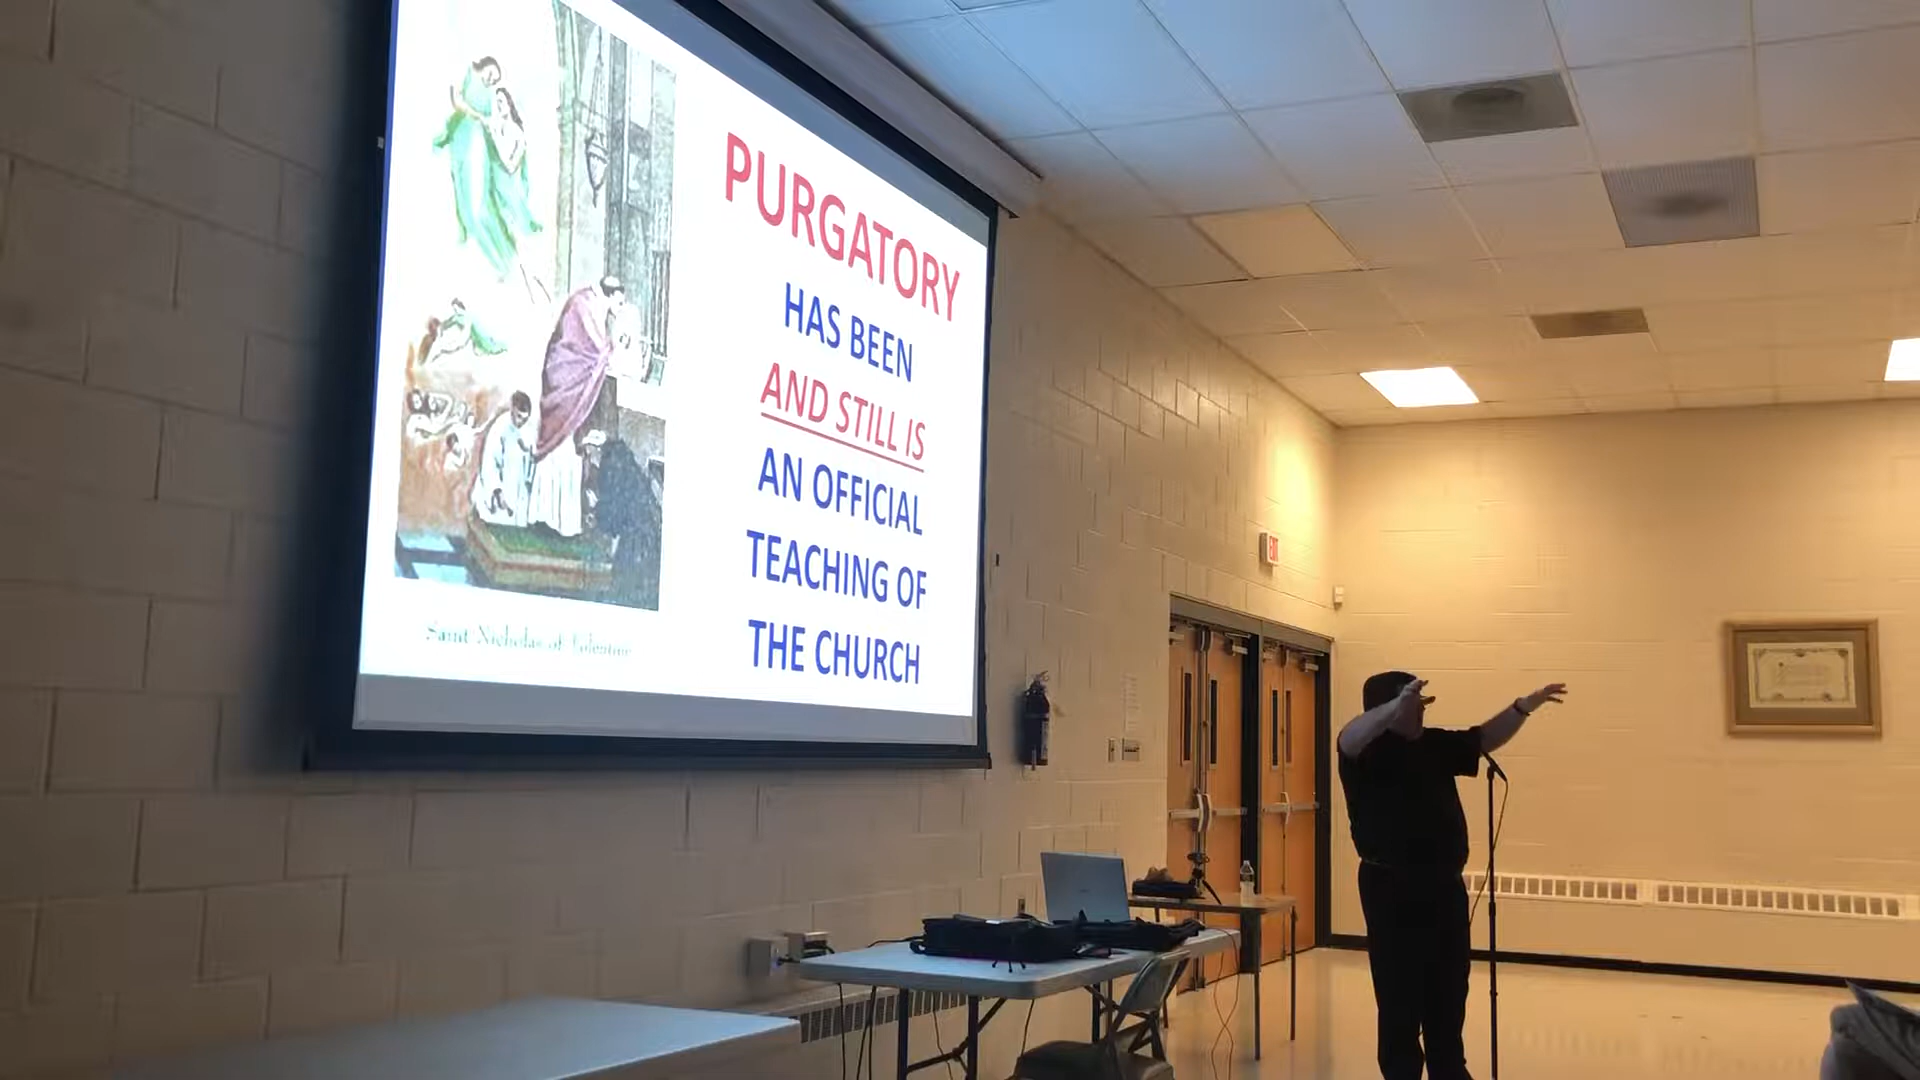 PURGATORY
HAS BEEN
AND STILL IS
AN OFFICIAL
TEACHING OF
THE CHURCH
Saint Nicholas of Tolentine
EXIT